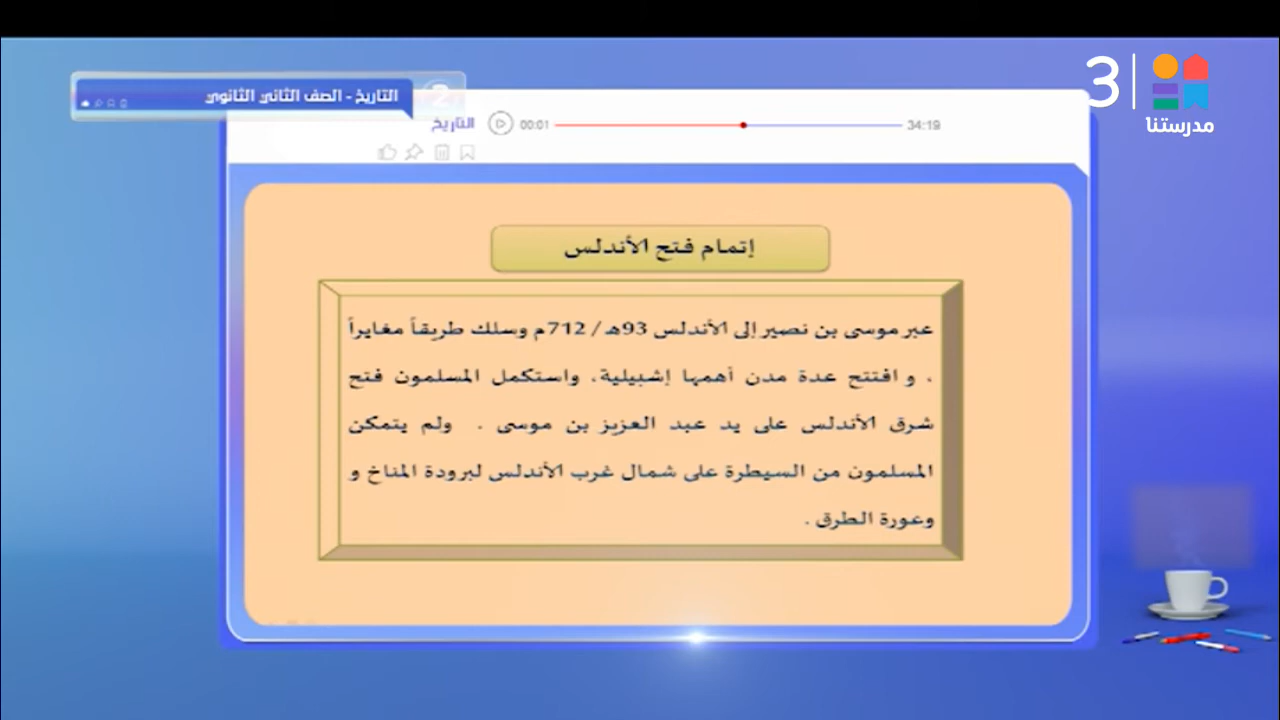 3
مدرستنا
التاريخ - الصف الثاني الثانوي
2
التاريخ
00:01
34:19
إتمام فتح الأندلس
عبر موسى بن نصير إلى الأندلس 93هـ / 712م وسلك طريقاً مغايراً
. و افتتح عدة مدن أهمها إشبيلية. واستكمل المسلمون فتح
شرق الأندلس على يد عبد العزيز بن موسى . ولم يتمكن
المسلمون من السيطرة على شمال غرب الأندلس لبرودة المناخ و
وعورة الطرق .